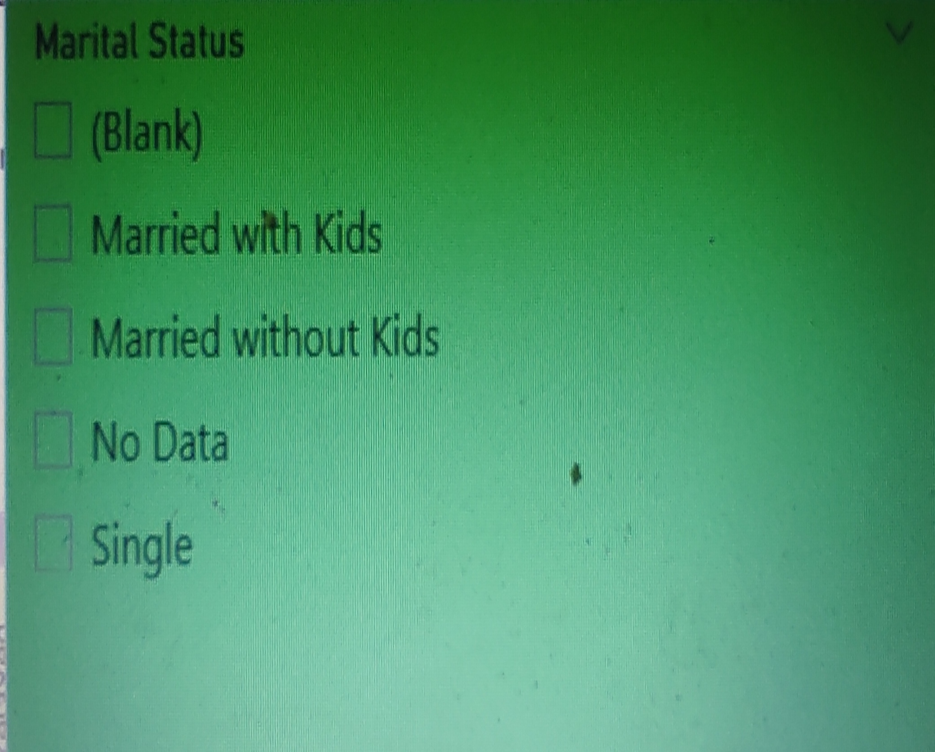 Marital Status
(Blank)
Married with Kids
Married without Kids
No Data
Single